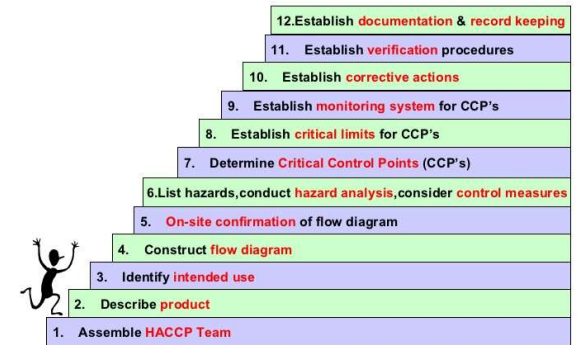 12.Establish documentation & record keeping
11. Establish verification procedures
10. Establish corrective actions
9. Establish monitoring system for CCP's
8. Establish critical limits for CCP's
7. Determine Critical Control Points (CCP's)
6.List hazards,conduct hazard analysis,consider control measures
5. On-site confirmation of flow diagram
4. Construct flow diagram
3. Identify intended use
2. Describe product
1. Assemble HACCP Team